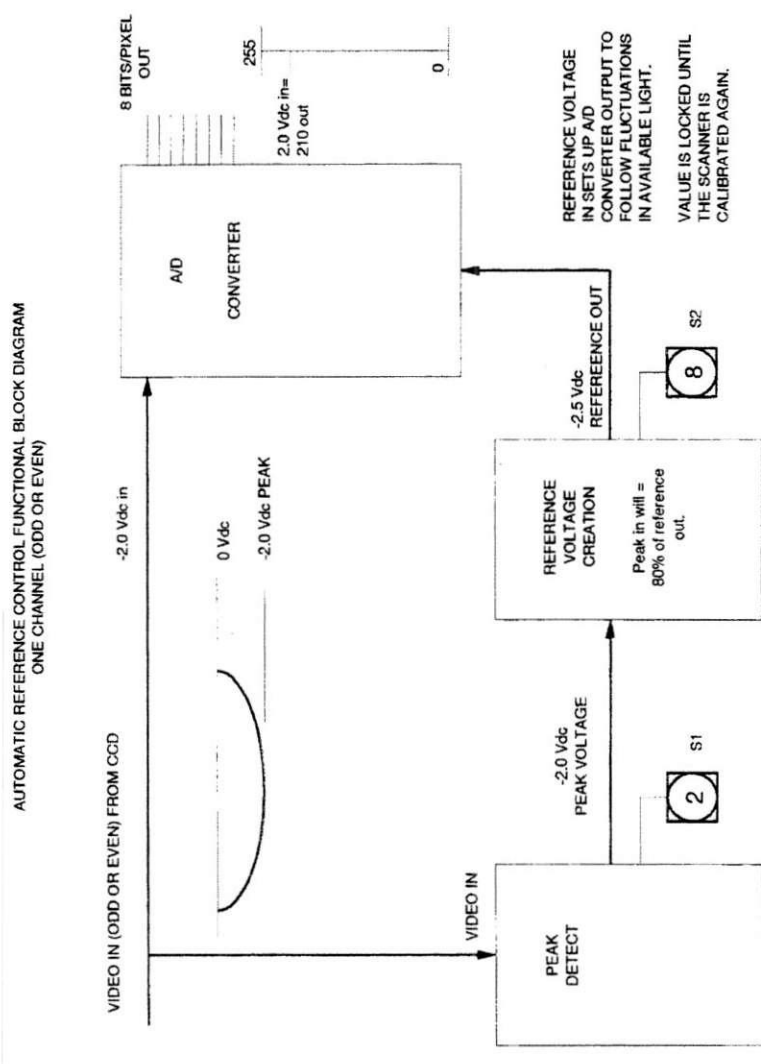 AUTOMATIC REFERENCE CONTROL FUNCTIONAL BLOCK DIAGRAM
ONE CHANNEL (ODD OR EVEN)
VIDEO IN (ODD OR EVEN) FROM CCD
-2.0 Vdc in
8 BITS/PIXEL
OUT
A/D
CONVERTER
255
2.0 Vdc in=
210 out
0
0 Vdc
-2.0 Vdc PEAK
VIDEO IN
PEAK
DETECT
-2.0 Vdc
PEAK VOLTAGE
2
S1
REFERENCE
VOLTAGE
CREATION
Peak in will =
80% of reference
out.
-2.5 Vdc
REFEREENCE OUT
8
S2
REFERENCE VOLTAGE
IN SETS UP A/D
CONVERTER OUTPUT TO
FOLLOW FLUCTUATIONS
IN AVAILABLE LIGHT.
VALUE IS LOCKED UNTIL
THE SCANNER IS
CALIBRATED AGAIN.